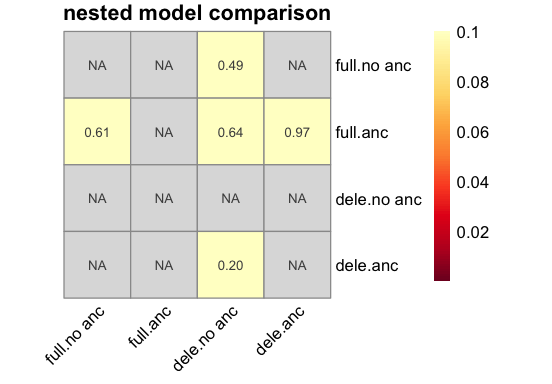 nested model comparison
NA NA 0.49 NA full.no anc
0.61 NA 0.64 0.97 full.anc
NA NA NA NA dele.no anc
NA NA 0.20 NA dele.anc
full.no anc full.anc dele.no anc dele.anc
0.1
0.08
0.06
0.04
0.02